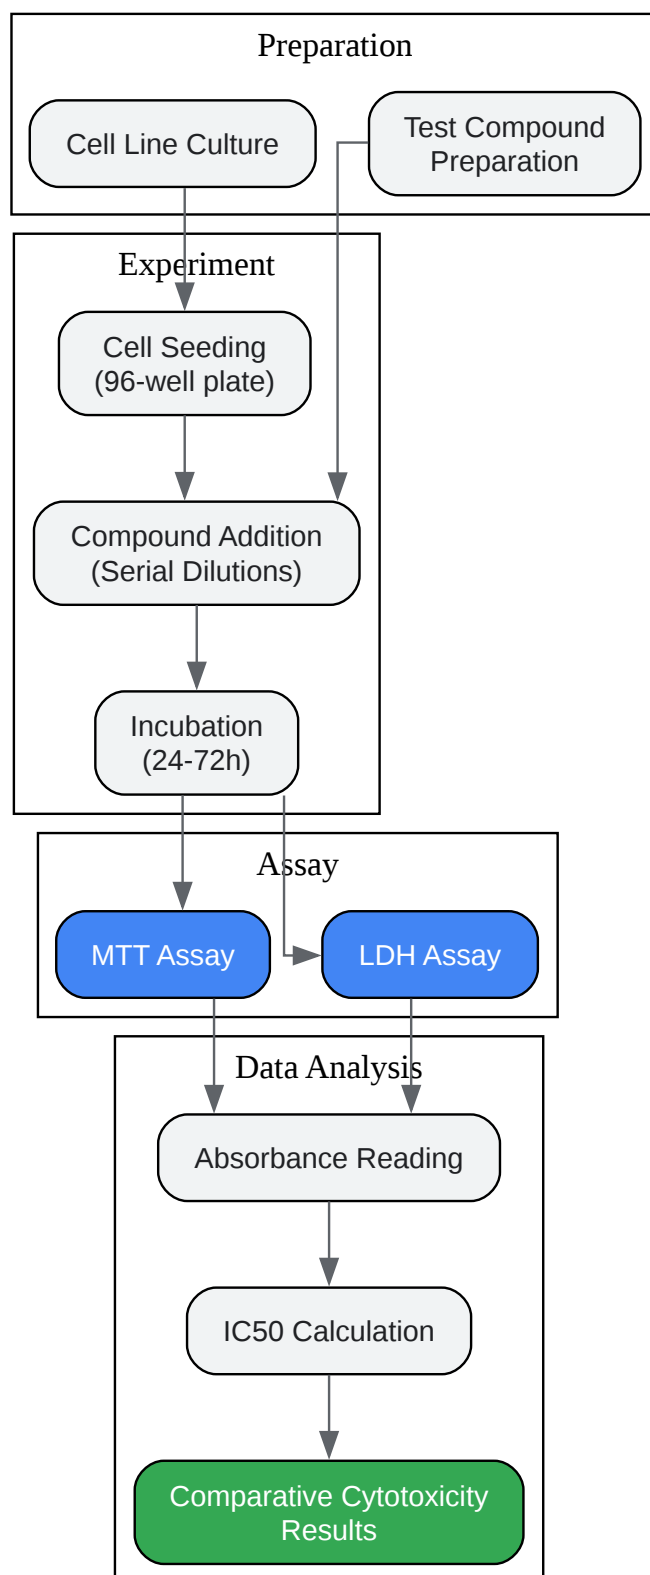 Preparation
Cell Line Culture
Test Compound
Preparation
Experiment
Cell Seeding
(96-well plate)
Compound Addition
(Serial Dilutions)
Incubation
(24-72h)
Assay
MTT Assay
LDH Assay
Data Analysis
Absorbance Reading
IC50 Calculation
Comparative Cytotoxicity
Results